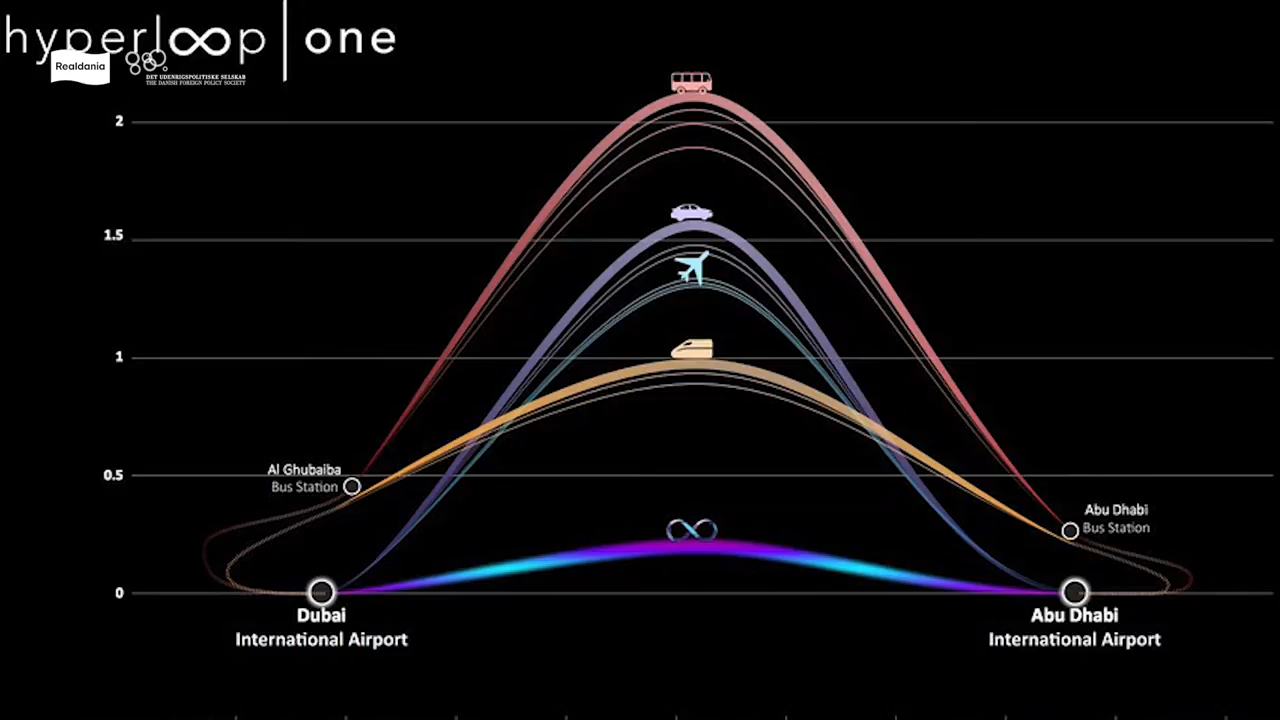 hyperloop | one
Realdania
DET UDENRIGSPOLITISKE SELSKAB
THE DANISH FOREIGN POLICY SOCIETY
2
1.5
1
0.5
0
Al Ghubaiba
Bus Station
Abu Dhabi
Bus Station
Dubai
International Airport
Abu Dhabi
International Airport